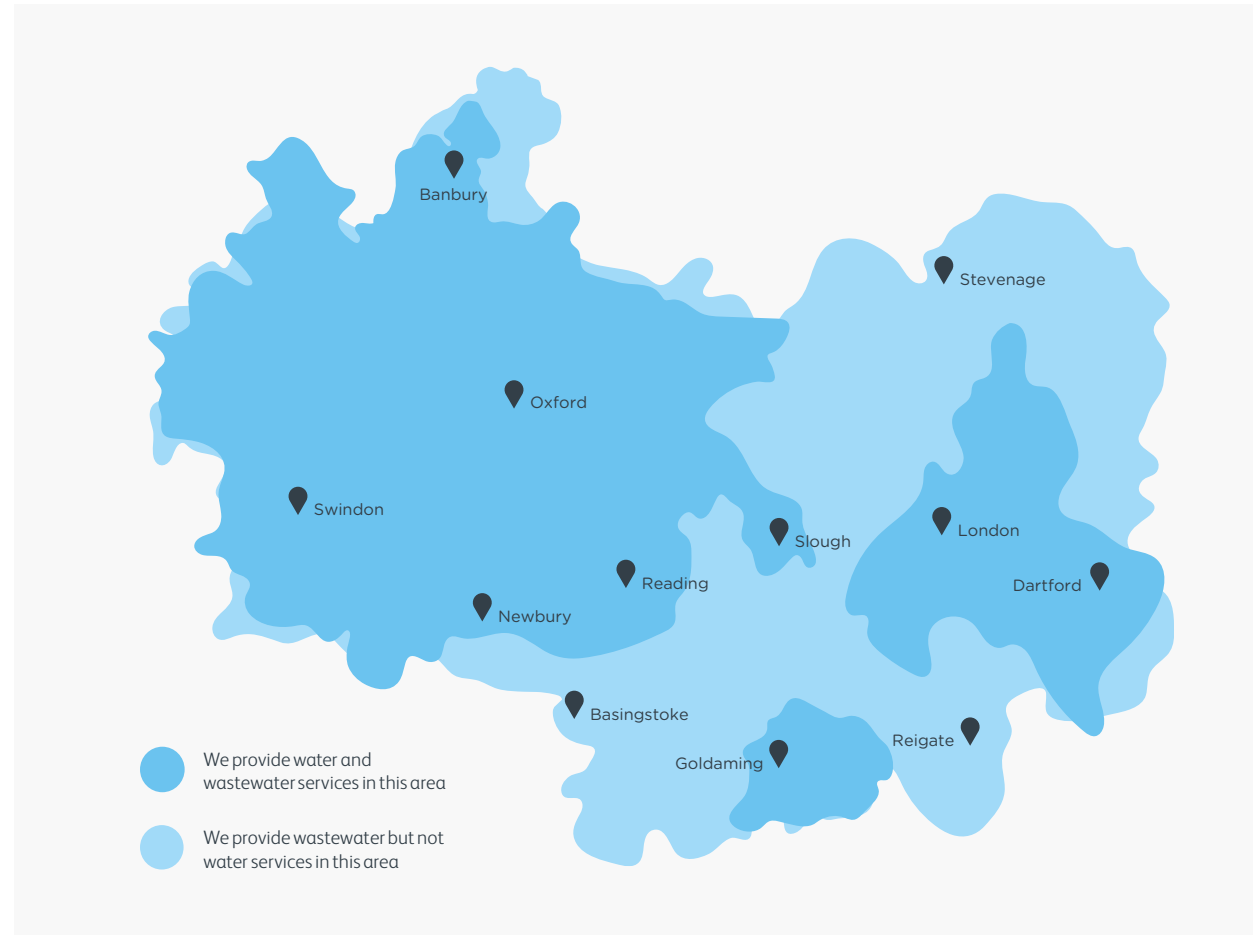 Banbury
Stevenage
Oxford
Swindon
London
Slough
Reading
Dartford
Newbury
Basingstoke
Reigate
Goldaming
We provide water and
wastewater services in this area
We provide wastewater but not
water services in this area